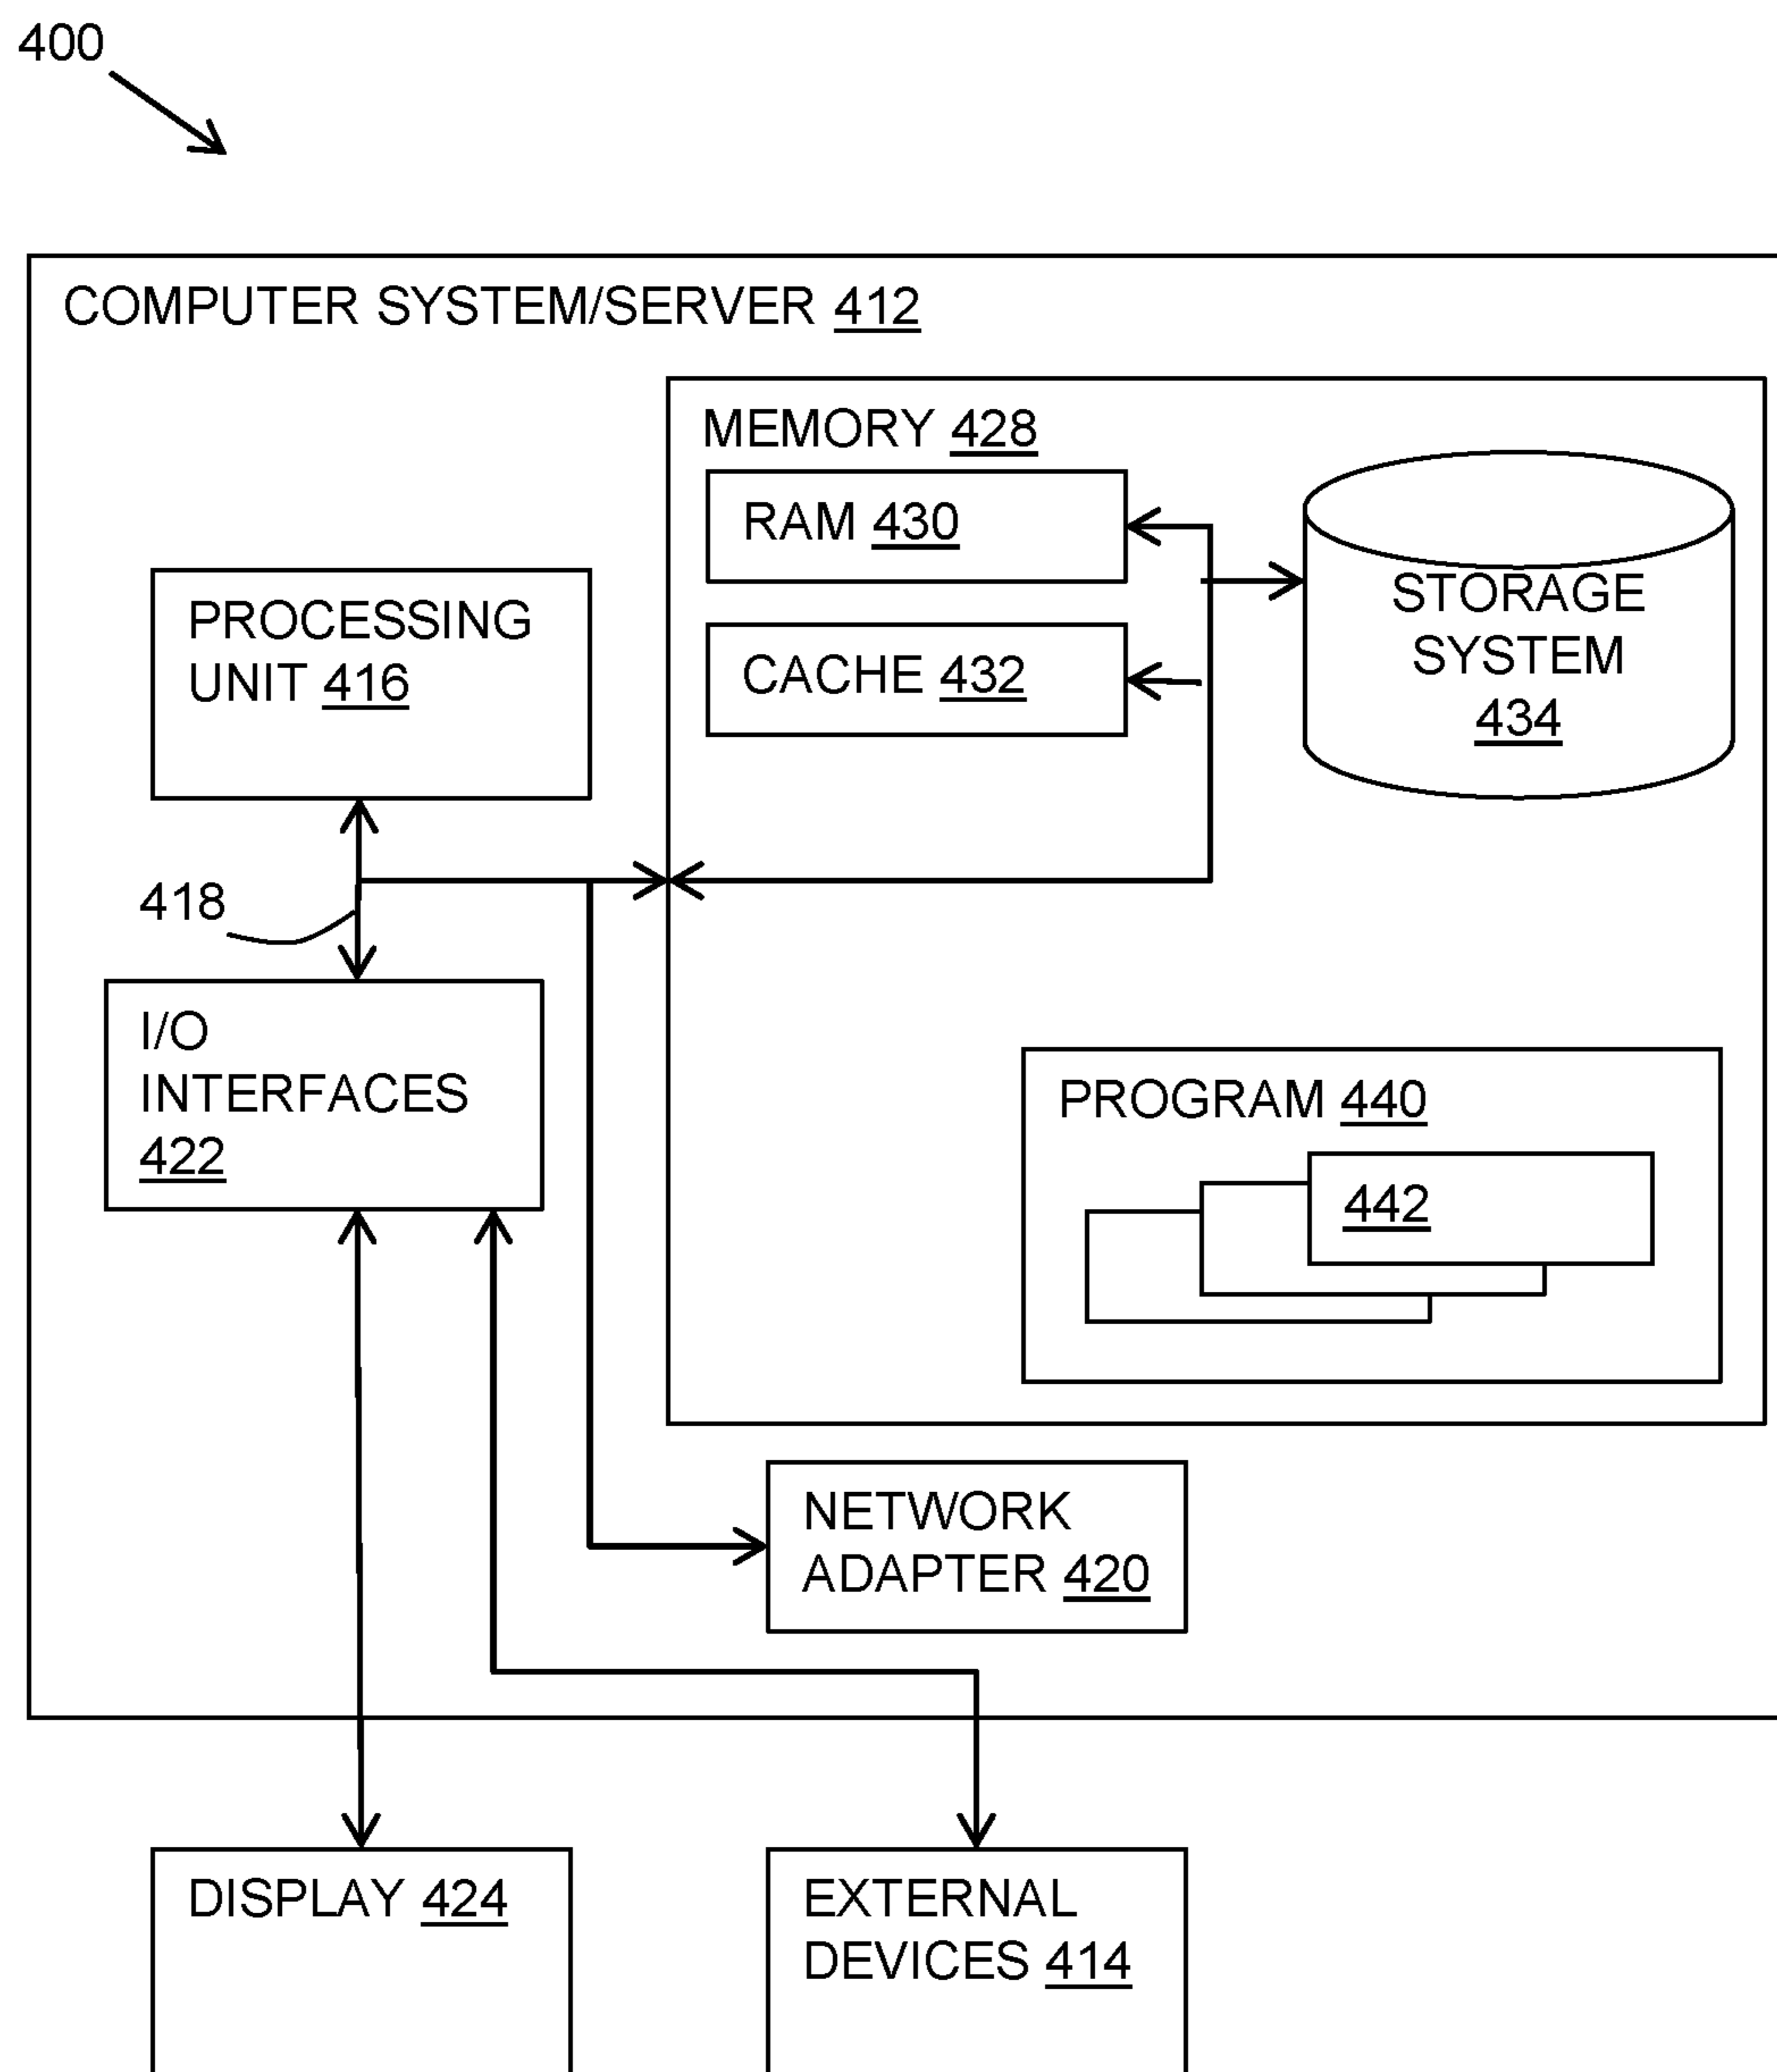 400
COMPUTER SYSTEM/SERVER 412
MEMORY 428
RAM 430
CACHE 432
STORAGE
SYSTEM
434
PROCESSING
UNIT 416
418
I/O
INTERFACES
422
PROGRAM 440
442
NETWORK
ADAPTER 420
DISPLAY 424
EXTERNAL
DEVICES 414